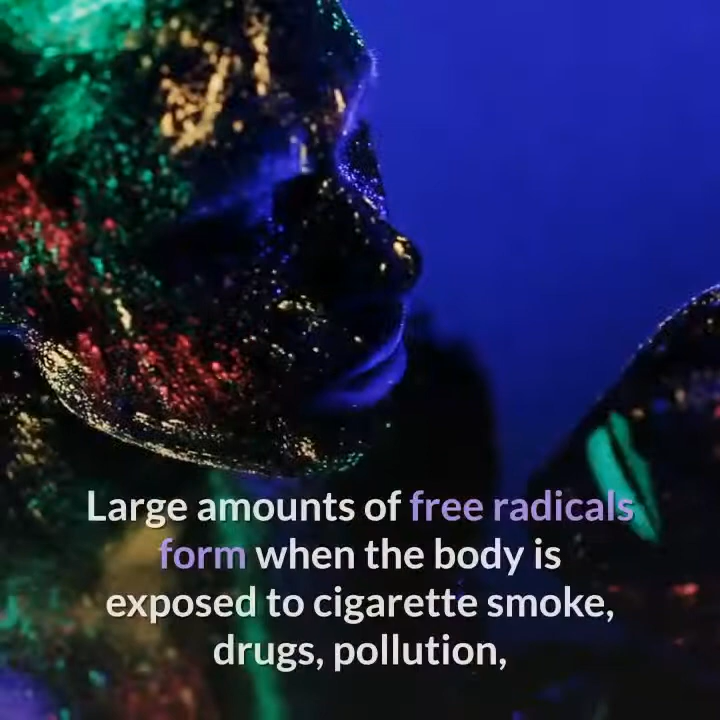 Large amounts of free radicals
form when the body is
exposed to cigarette smoke,
drugs, pollution,